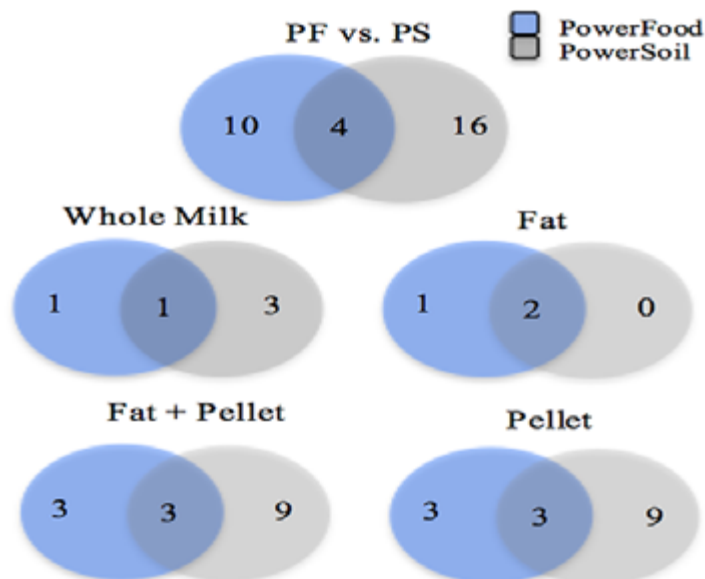 PF vs. PS
PowerFood
PowerSoil
10 4 16
Whole Milk
1 1 3
Fat
1 2 0
Fat + Pellet
3 3 9
Pellet
3 3 9